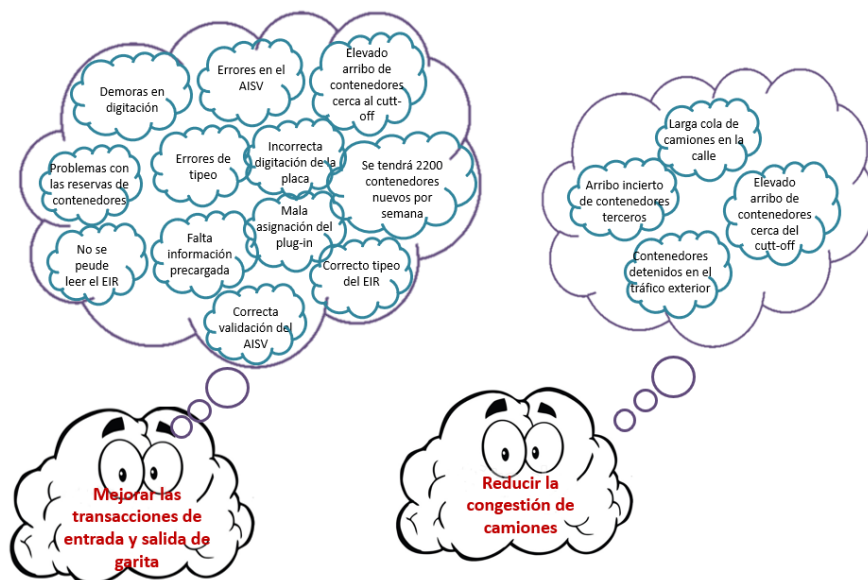 Demoras en
digitación
Errores en el
AISV
Elevado
arribo de
contenedores
cerca al cutt-
off
Problemas con
las reservas de
contenedores
Errores de
tipeo
Incorrecta
digitación de la
placa
Se tendrá 2200
contenedores
nuevos por
semana
No se
peude
leer el EIR
Falta
información
precargada
Mala
asignación del
plug-in
Correcto tipeo
del EIR
Correcta
validación del
AISV
Mejorar las
transacciones de
entrada y salida de
garita
Larga cola de
camiones en la
calle
Arribo incierto
de contenedores
terceros
Elevado
arribo de
contenedores
cerca del
cutt-off
Contenedores
detenidos en el
tráfico exterior
Reducir la
congestión de
camiones